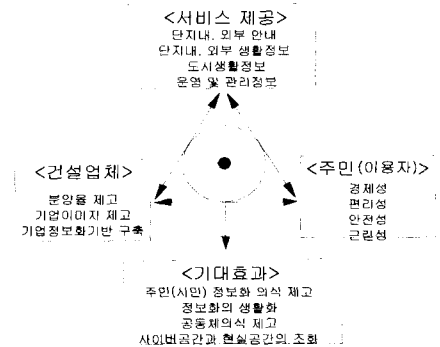 <서비스 제공>
단지내, 외부 안내
단지내, 외부 생활정보
도시생활정보
운영 및 관리정보
<건설업체>
분양율 제고
기업이미지 제고
기업정보화기반 구축
<주민(이용자)>
경제성
편리성
안전성
근린성
<기대효과>
주민(시민) 정보화 의식 제고
정보화의 생활화
공동체의식 제고
사이버공간과 현실공간의 조화